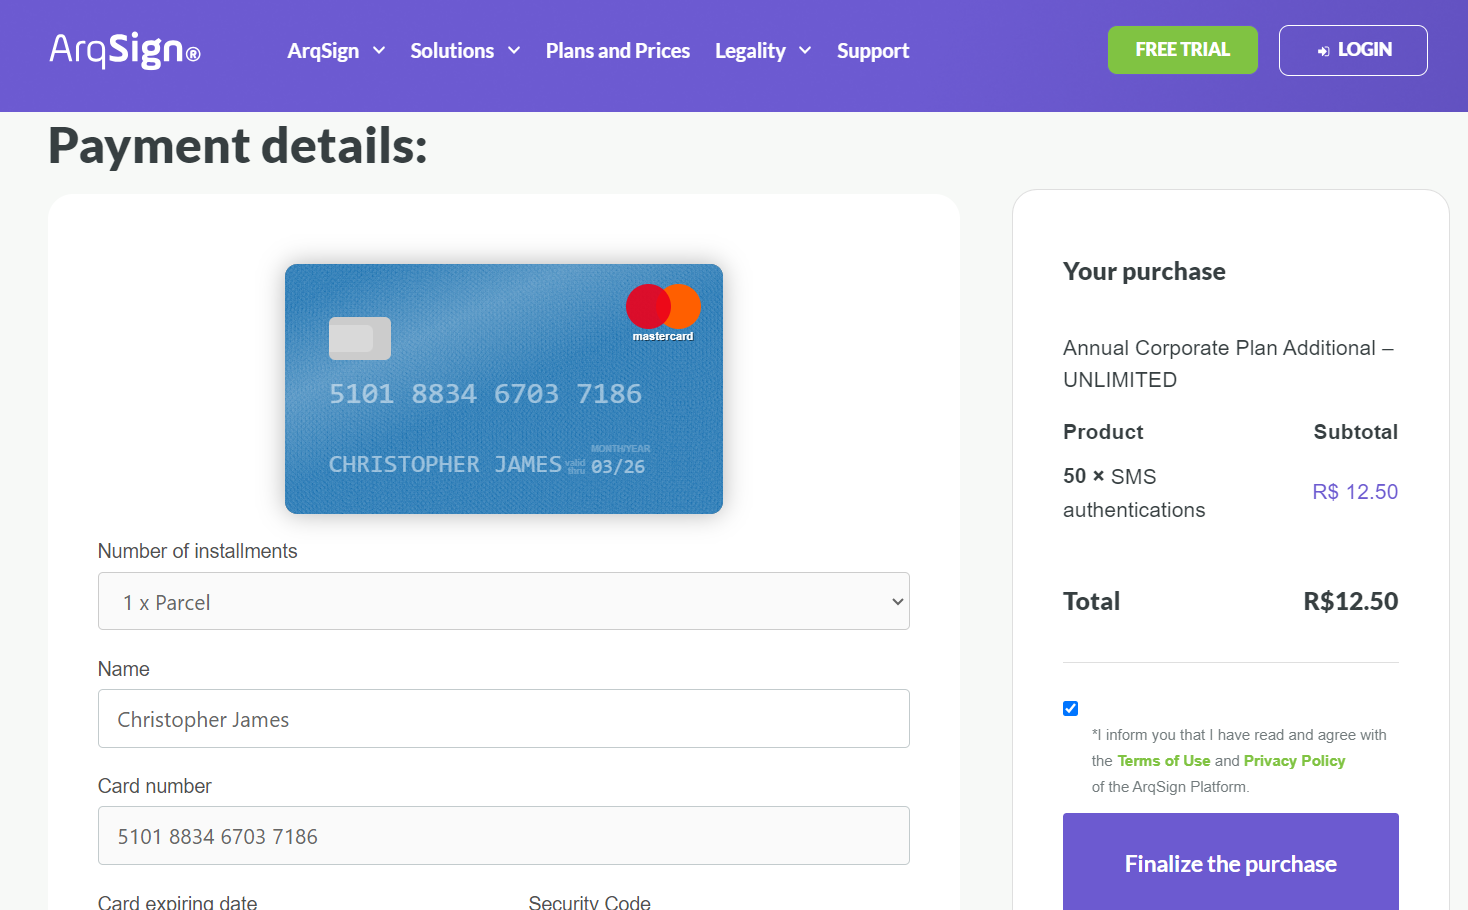 ArqSign®
ArqSign
Solutions
Plans and Prices
Legality
Support
FREE TRIAL
LOGIN
Payment details:
mastercard
5101 8834 6703 7186
MONTH/YEAR
CHRISTOPHER JAMES valid thru 03/26
Number of installments
1 x Parcel
Name
Christopher James
Card number
5101 8834 6703 7186
Card expiring date
Security Code
Your purchase
Annual Corporate Plan Additional –
UNLIMITED
Product Subtotal
50 × SMS
authentications
R$ 12.50
Total R$12.50
*I inform you that I have read and agree with
the Terms of Use and Privacy Policy
of the ArqSign Platform.
Finalize the purchase